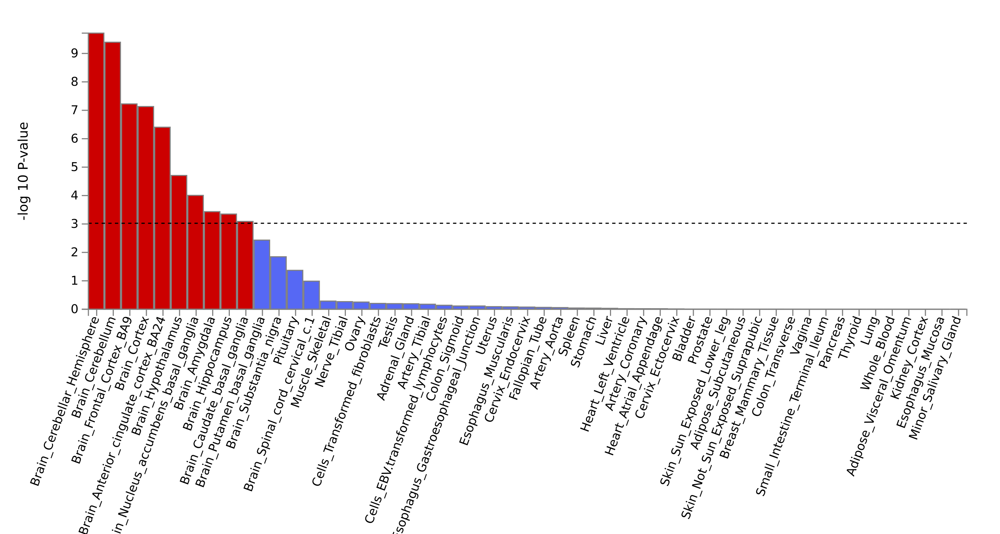 -log 10 P-value
9
8
7
6
5
4
3
2
1
0
Brain_Cerebellar_Hemisphere
Brain_Cerebellum
Brain_Frontal_Cortex_BA9
Brain_Cortex
Brain_Anterior_cingulate_cortex_BA24
Brain_Hypothalamus
in_Nucleus_accumbens_basal_ganglia
Brain_Amygdala
Brain_Hippocampus
Brain_Caudate_basal_ganglia
Brain_Putamen_basal_ganglia
Brain_Substantia_nigra
Pituitary
Brain_Spinal_cord_cervical_c.1
Muscle_Skeletal
Nerve_Tibial
Ovary
Cells_Transformed_fibroblasts
Testis
Adrenal_Gland
Artery_Tibial
Cells_EBV.transformed_lymphocytes
Colon_Sigmoid
Esophagus_Gastroesophageal_Junction
Uterus
Esophagus_Muscularis
Cervix_Endocervix
Fallopian_Tube
Artery_Aorta
Spleen
Stomach
Liver
Heart_Left_Ventricle
Artery_Coronary
Heart_Atrial_Appendage
Cervix_Ectocervix
Bladder
Prostate
Skin_Sun_Exposed_Lower_leg
Adipose_Subcutaneous
Skin_Not_Sun_Exposed_Suprapubic
Breast_Mammary_Tissue
Colon_Transverse
Vagina
Small_Intestine_Terminal_Ileum
Pancreas
Thyroid
Lung
Whole_Blood
Adipose_Visceral_Omentum
Kidney_Cortex
Esophagus_Mucosa
Minor_Salivary_Gland